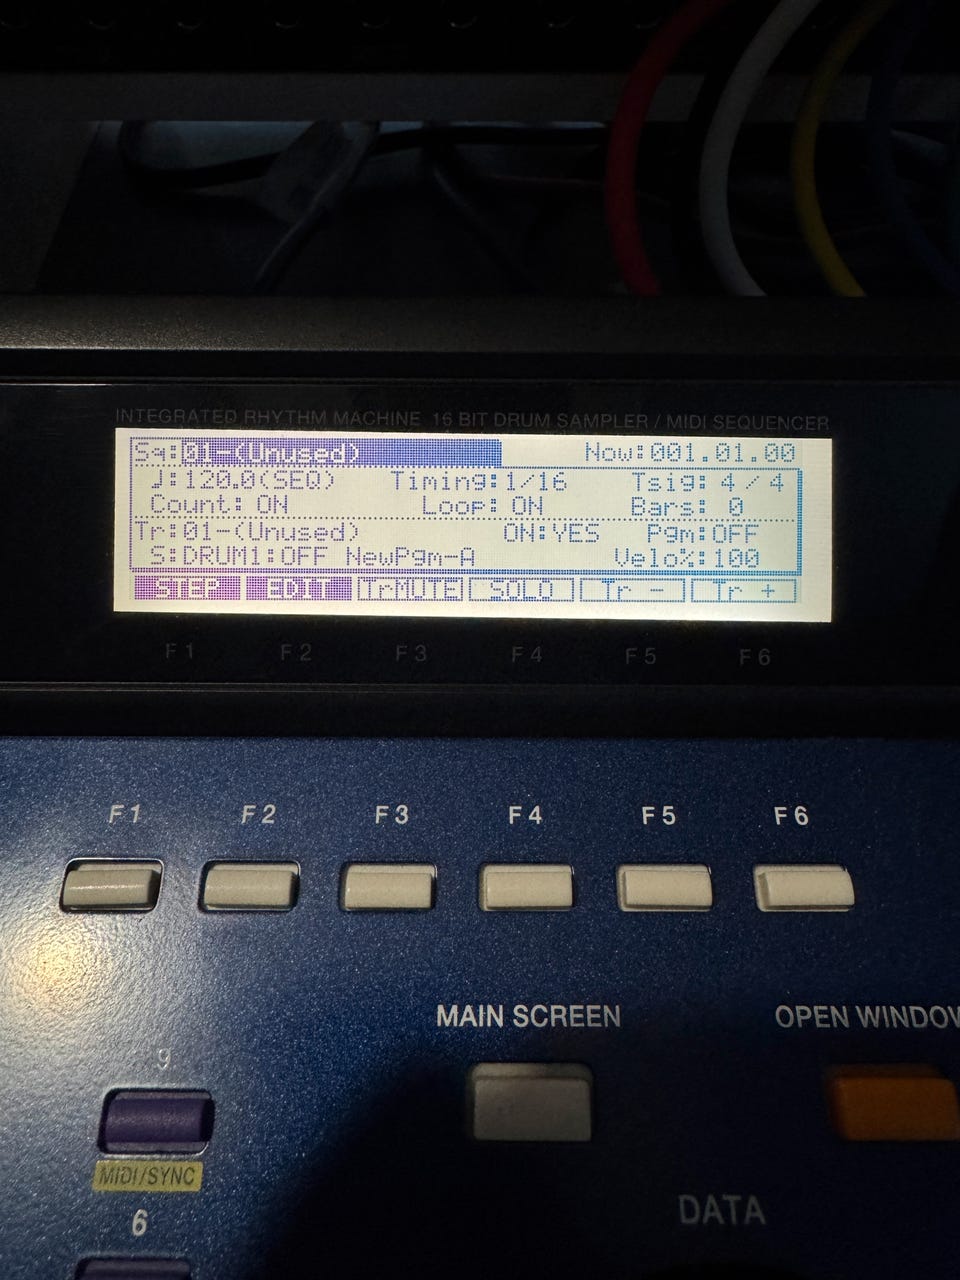 INTEGRATED RHYTHM MACHINE 16 BIT DRUM SAMPLER / MIDI SEQUENCER
Sq:01-(Unused) Now:001.01.00
♩:120.0(SEQ) Timing:1/16 Tsig: 4 / 4
Count: ON Loop: ON Bars: 0
Tr:01-(Unused) ON:YES Pgm:OFF
S:DRUM1:OFF NewPgm-A Velo%:100
STEP EDIT TrMUTE SOLO Tr - Tr +
F1 F2 F3 F4 F5 F6
F1 F2 F3 F4 F5 F6
MAIN SCREEN OPEN WINDOW
9
MIDI/SYNC
6
DATA